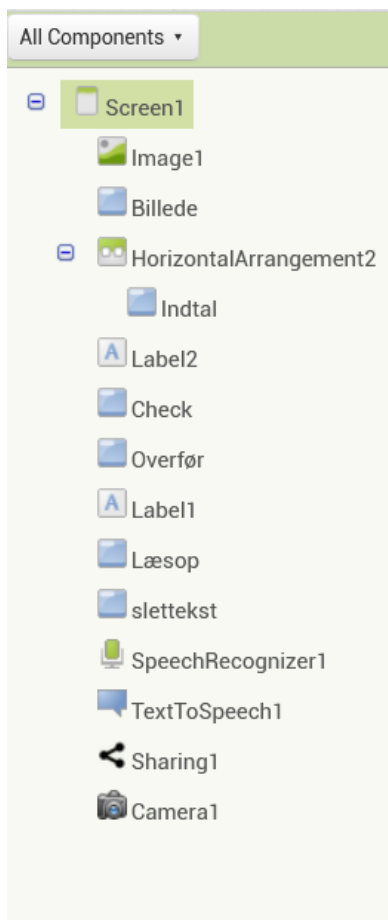 All Components
Screen1
Image1
Billede
HorizontalArrangement2
Indtal
A Label2
Check
Overfør
A Label1
Læsop
slettekst
SpeechRecognizer1
TextToSpeech1
Sharing1
Camera1